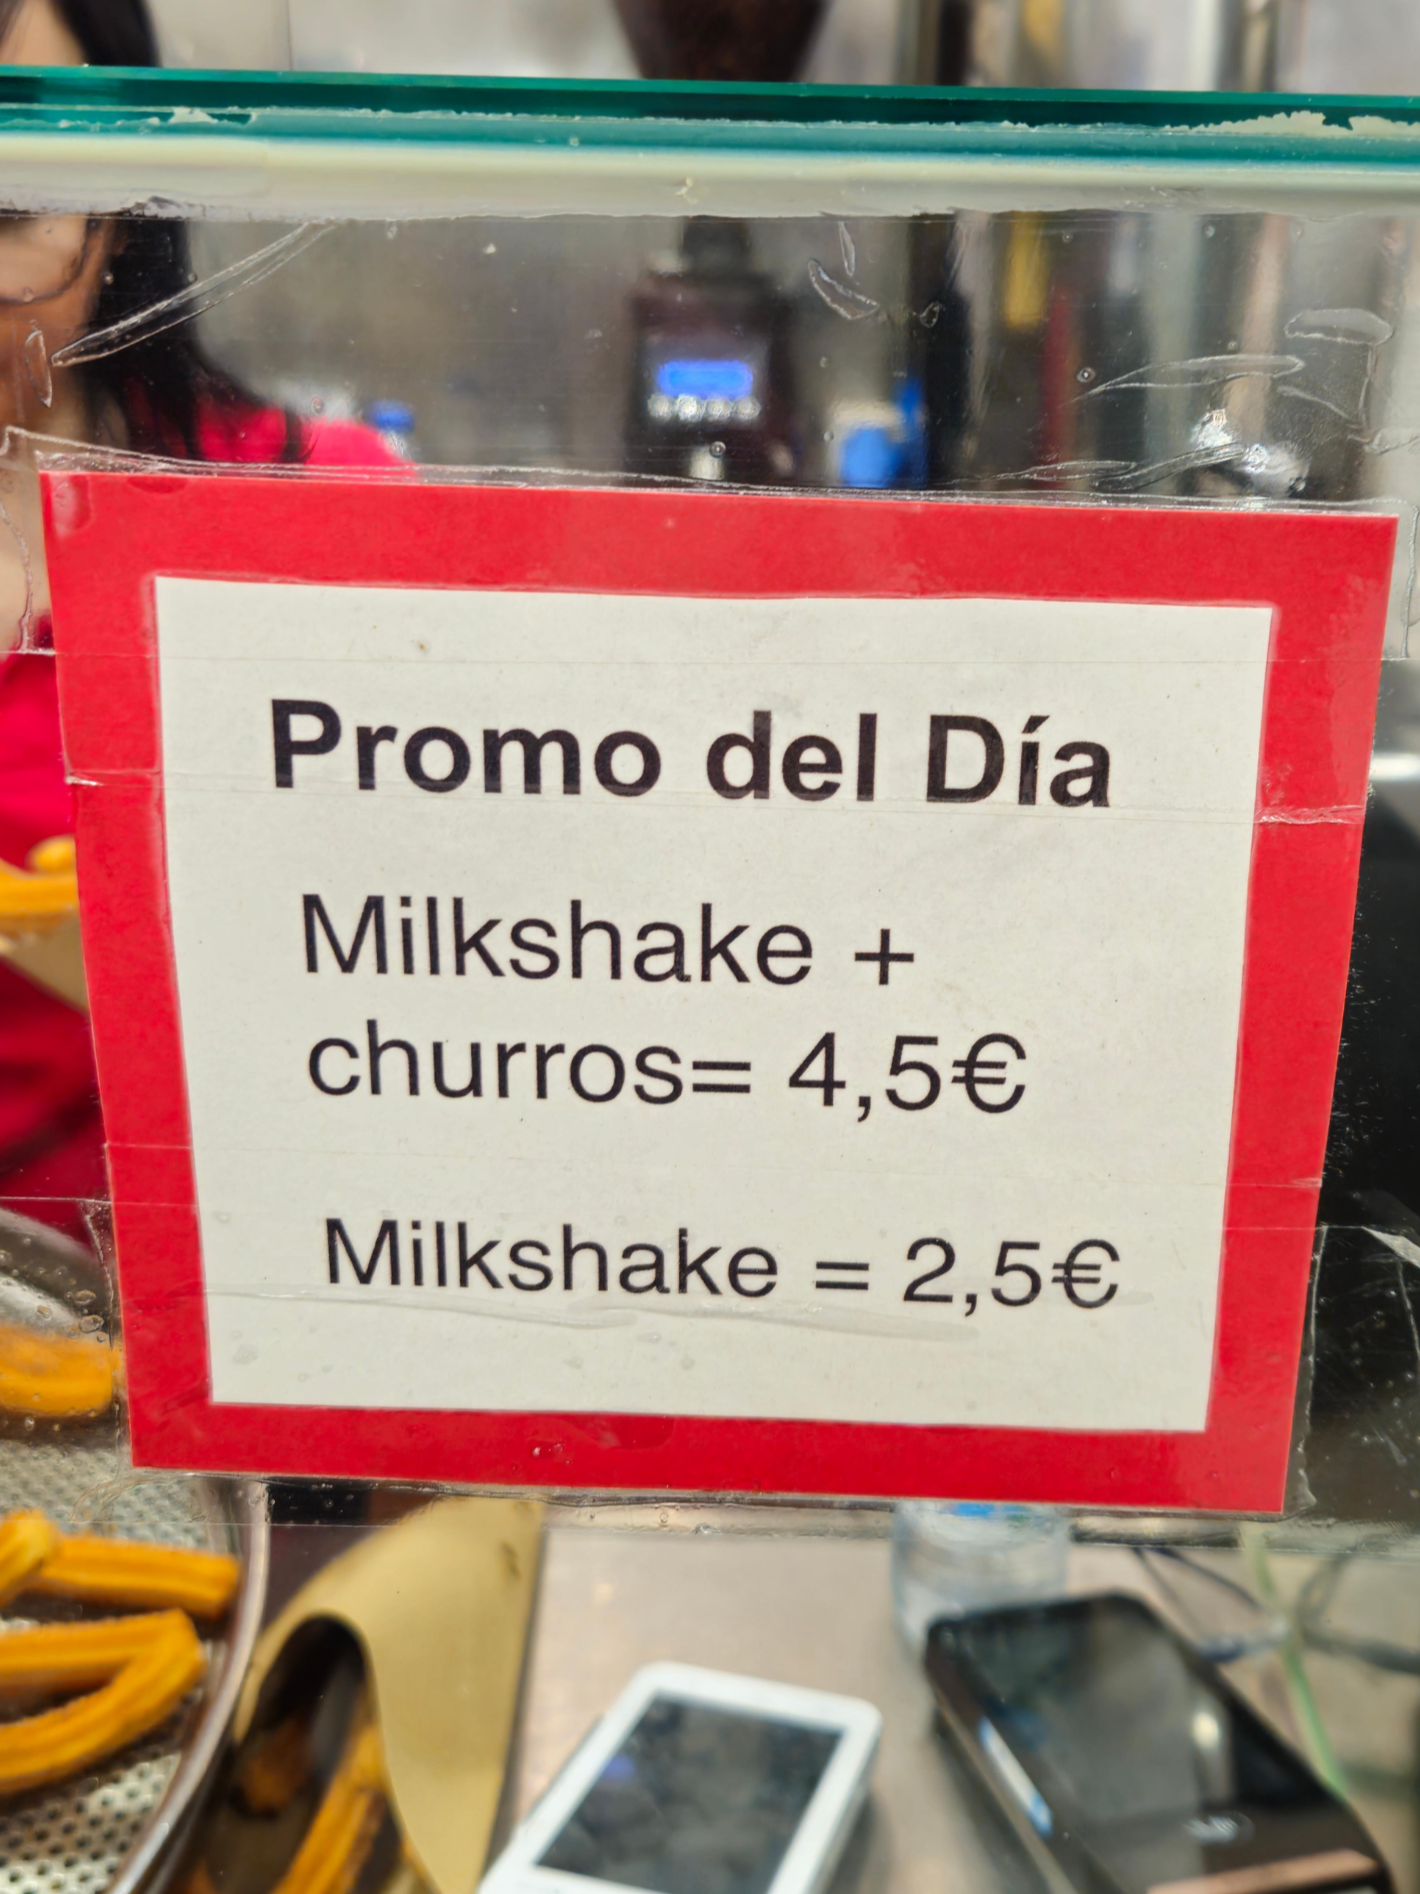 Promo del Día
Milkshake +
churros= 4,5€
Milkshake = 2,5€